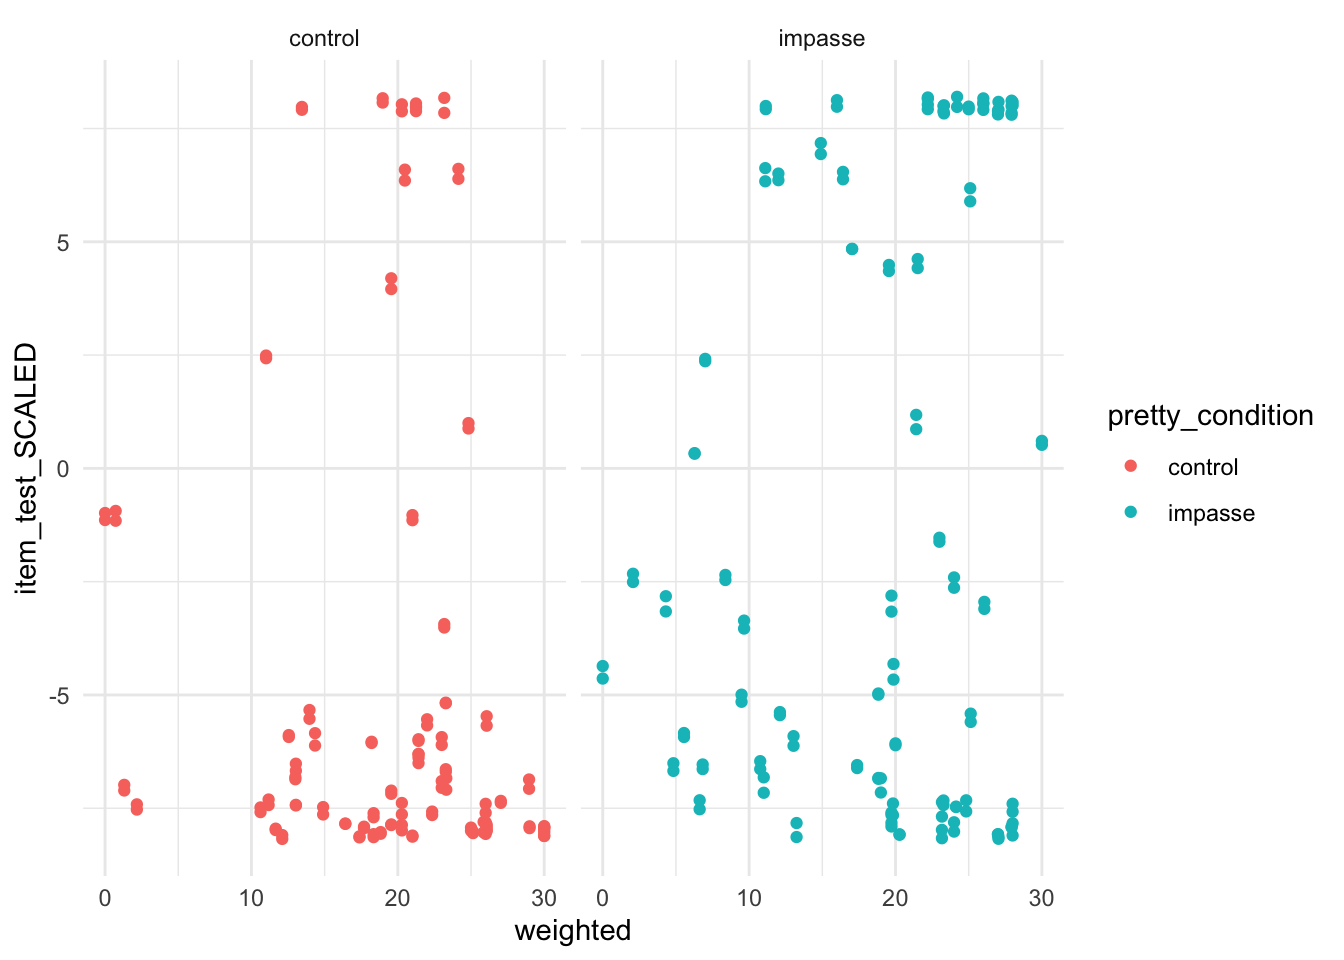 control
impasse
item_test_SCALED
5
0
-5
0
10
20
30
0
10
20
30
weighted
pretty_condition
control
impasse